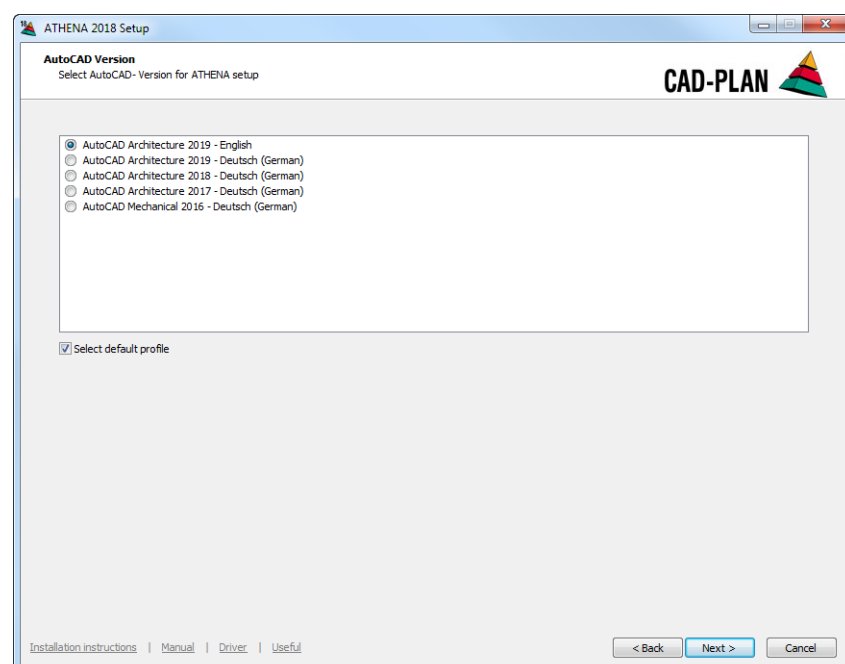 ATHENA 2018 Setup
AutoCAD Version
Select AutoCAD- Version for ATHENA setup
CAD-PLAN
AutoCAD Architecture 2019 - English
AutoCAD Architecture 2019 - Deutsch (German)
AutoCAD Architecture 2018 - Deutsch (German)
AutoCAD Architecture 2017 - Deutsch (German)
AutoCAD Mechanical 2016 - Deutsch (German)
Select default profile
Installation instructions | Manual | Driver | Useful
< Back Next > Cancel